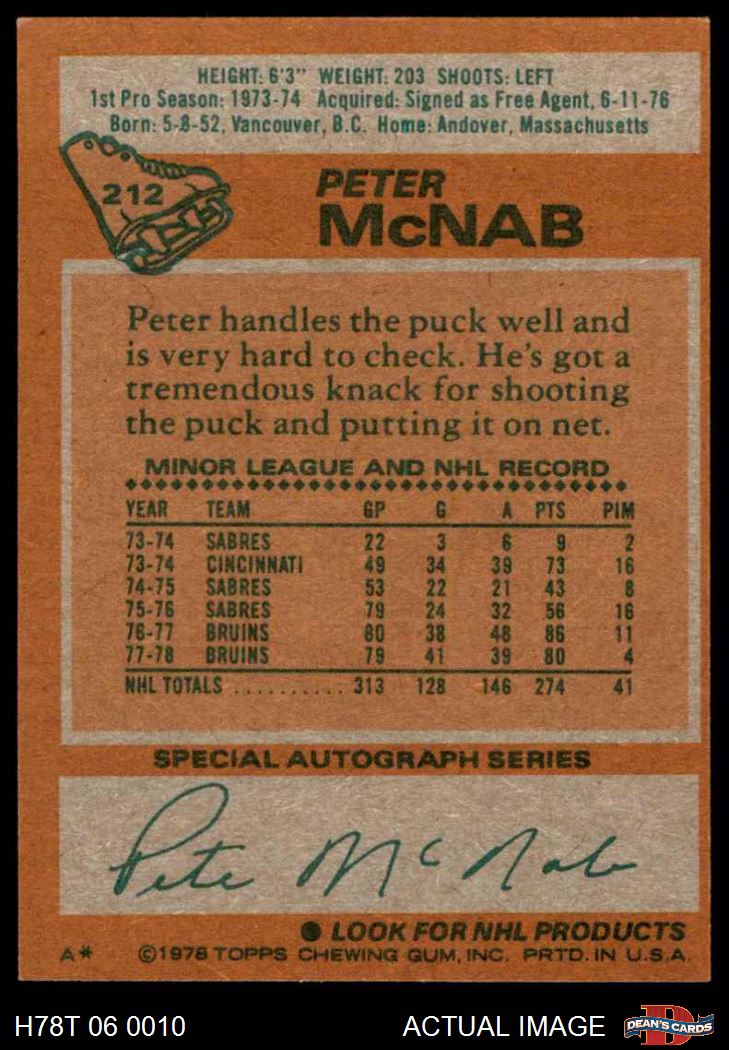 HEIGHT: 6'3" WEIGHT: 203 SHOOTS: LEFT
1st Pro Season: 1973-74 Acquired: Signed as Free Agent, 6-11-76
Born: 5-8-52, Vancouver, B.C. Home: Andover, Massachusetts
212
PETER
McNAB
Peter handles the puck well and
is very hard to check. He's got a
tremendous knack for shooting
the puck and putting it on net.
MINOR LEAGUE AND NHL RECORD
YEAR TEAM GP G A PTS PIM
73-74 SABRES 22 3 6 9 2
73-74 CINCINNATI 49 34 39 73 16
74-75 SABRES 53 22 21 43 8
75-76 SABRES 79 24 32 56 16
76-77 BRUINS 80 38 48 86 11
77-78 BRUINS 79 41 39 80 4
NHL TOTALS .......... 313 128 146 274 41
SPECIAL AUTOGRAPH SERIES
Pete McNab
● LOOK FOR NHL PRODUCTS
A* ©1978 TOPPS CHEWING GUM, INC. PRTD. IN U.S.A.
H78T 06 0010 ACTUAL IMAGE DEAN'S CARDS